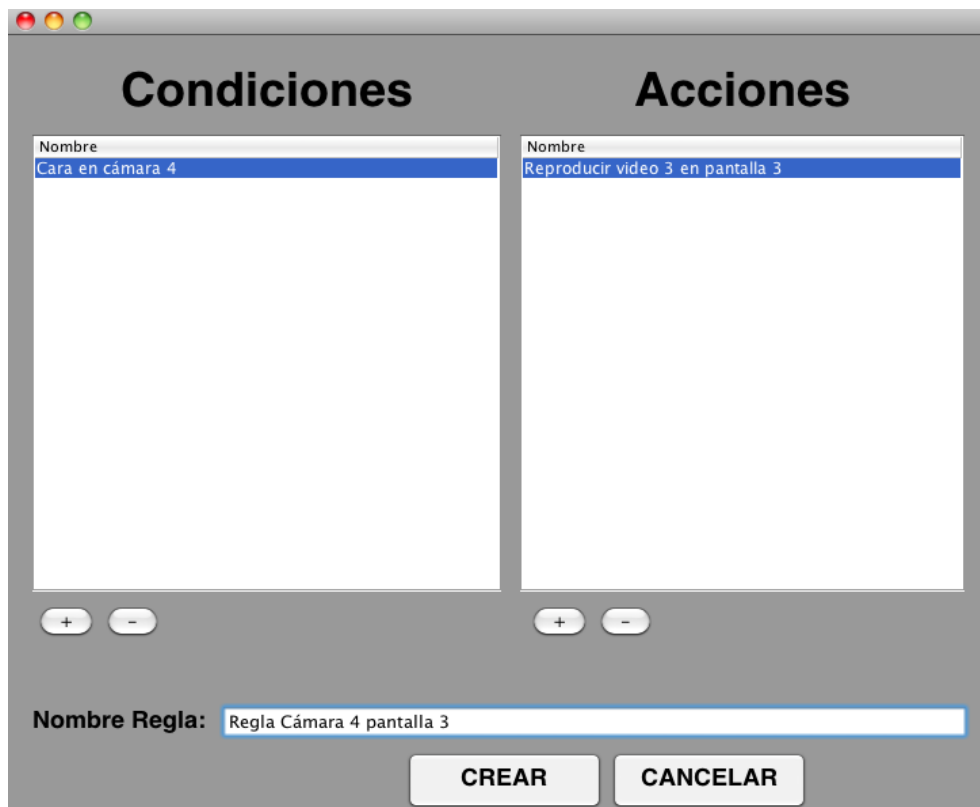 Condiciones
Acciones
Nombre
Nombre
Cara en cámara 4
Reproducir video 3 en pantalla 3
+
-
+
-
Nombre Regla:
Regla Cámara 4 pantalla 3
CREAR
CANCELAR